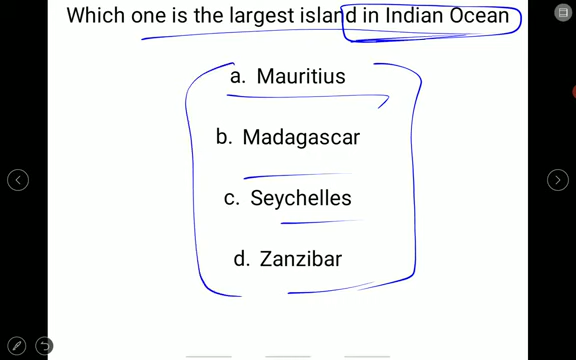 Which one is the largest island in Indian Ocean
a. Mauritius
b. Madagascar
c. Seychelles
d. Zanzibar